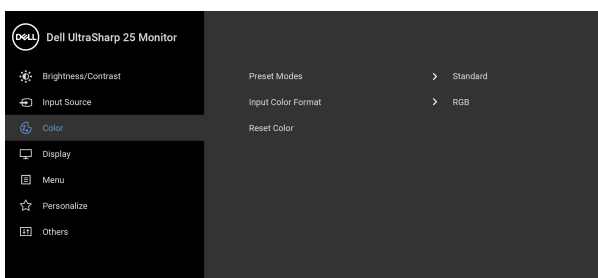 DELL Dell UltraSharp 25 Monitor
Brightness/Contrast
Preset Modes > Standard
Input Source
Input Color Format > RGB
Color
Reset Color
Display
Menu
Personalize
Others